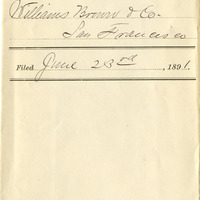 Williams Brown & Co.
San Francisco
Filed June 23rd, 1891.